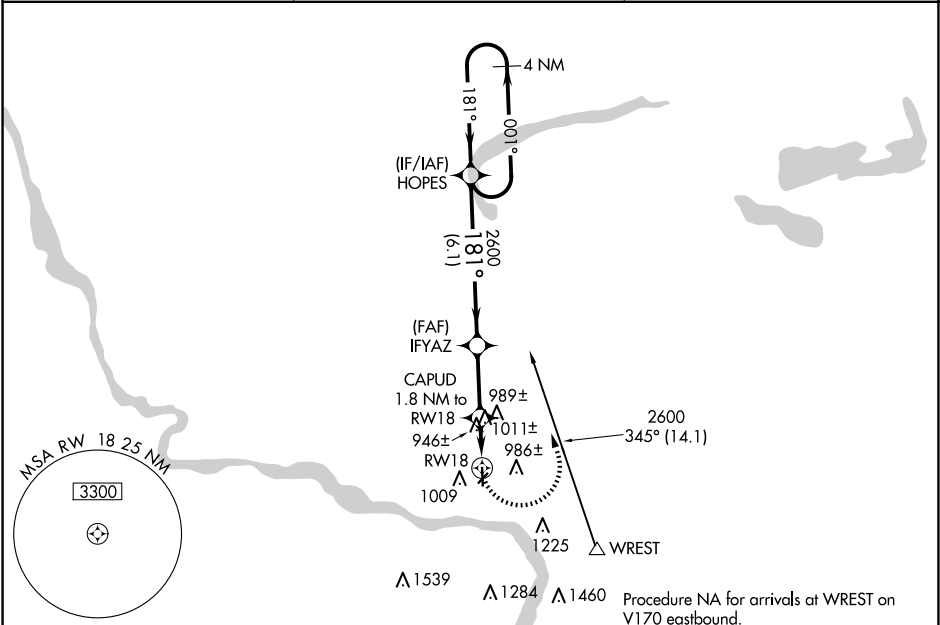 4 NM
181°
001°
(IF/IAF)
HOPES
2600
181°
(6.1)
(FAF)
IFYAZ
CAPUD
1.8 NM to
RW18
989±
1011±
946±
986±
RW18
1009
2600
345° (14.1)
MSA RW 18 25 NM
3300
1225
WREST
1539
1284
1460
Procedure NA for arrivals at WREST on
V170 eastbound.